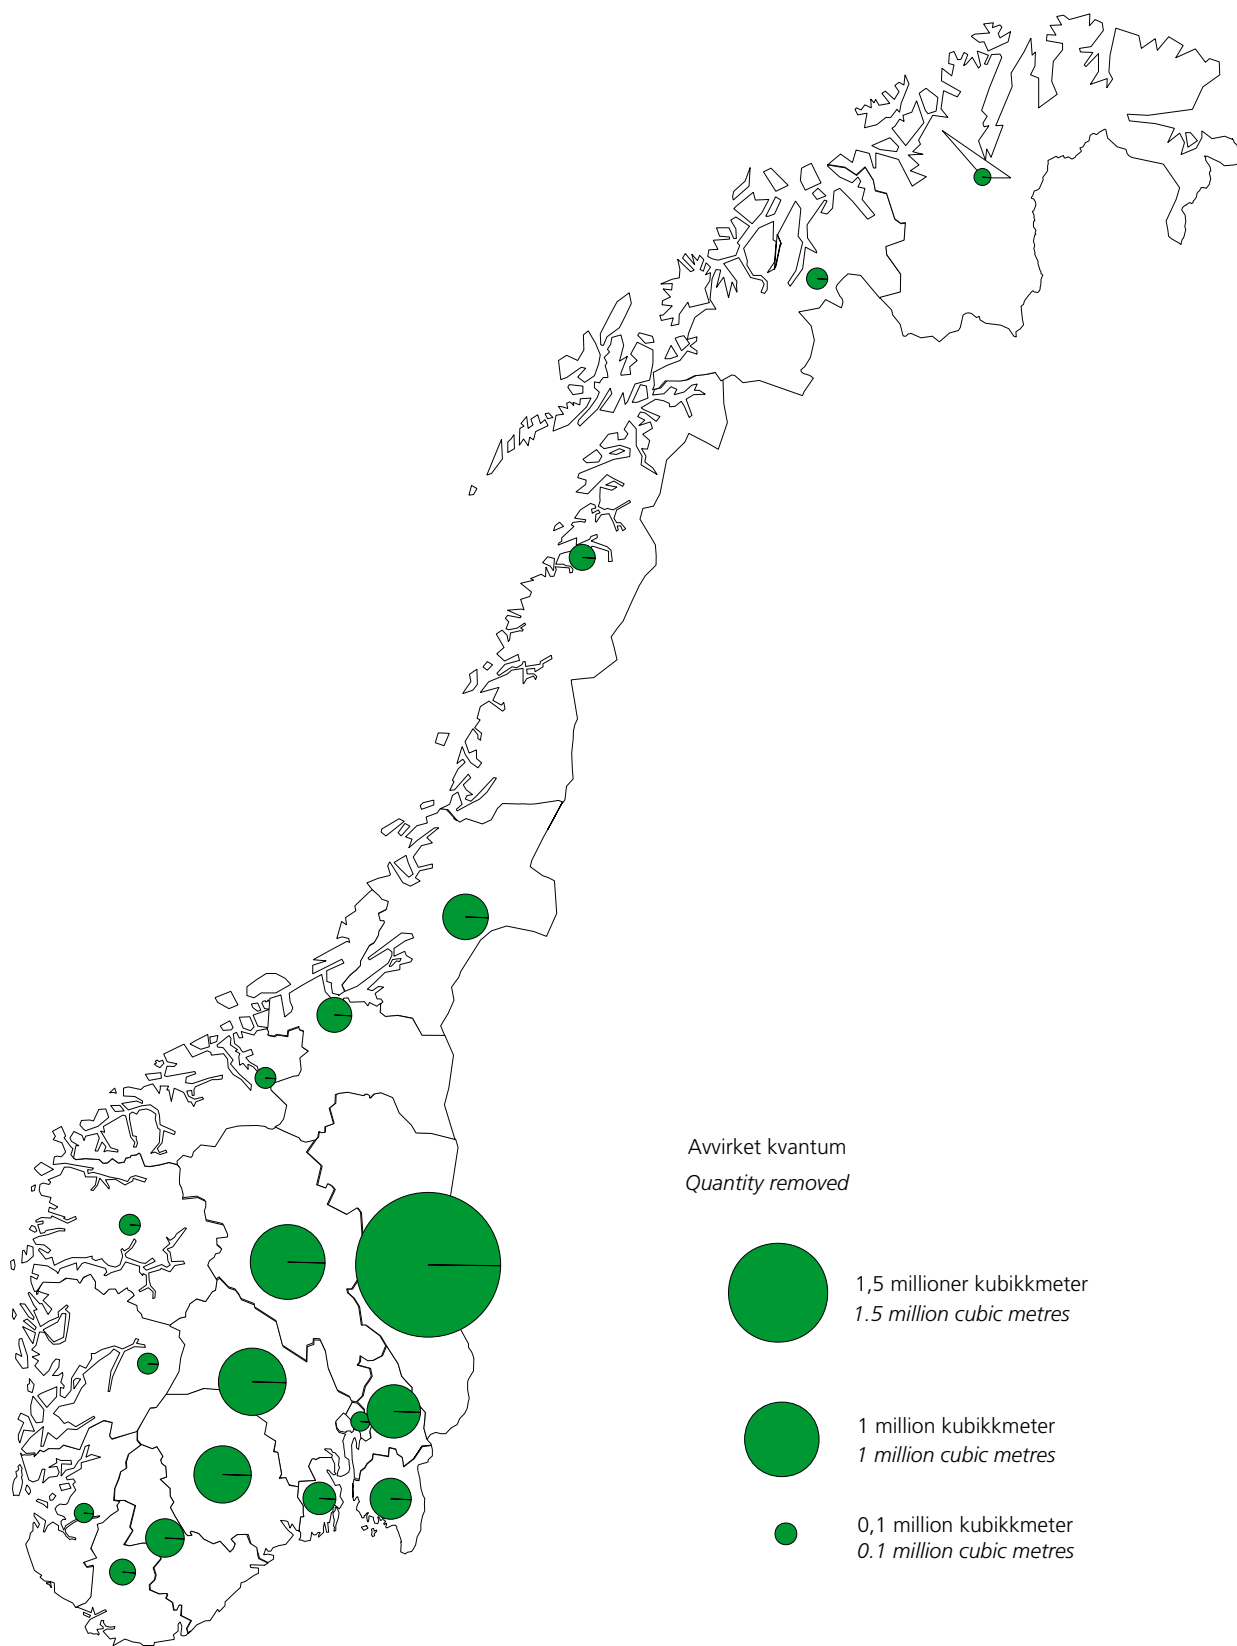 Avvirket kvantum
Quantity removed
1,5 millioner kubikkmeter
1.5 million cubic metres
1 million kubikkmeter
1 million cubic metres
0,1 million kubikkmeter
0.1 million cubic metres